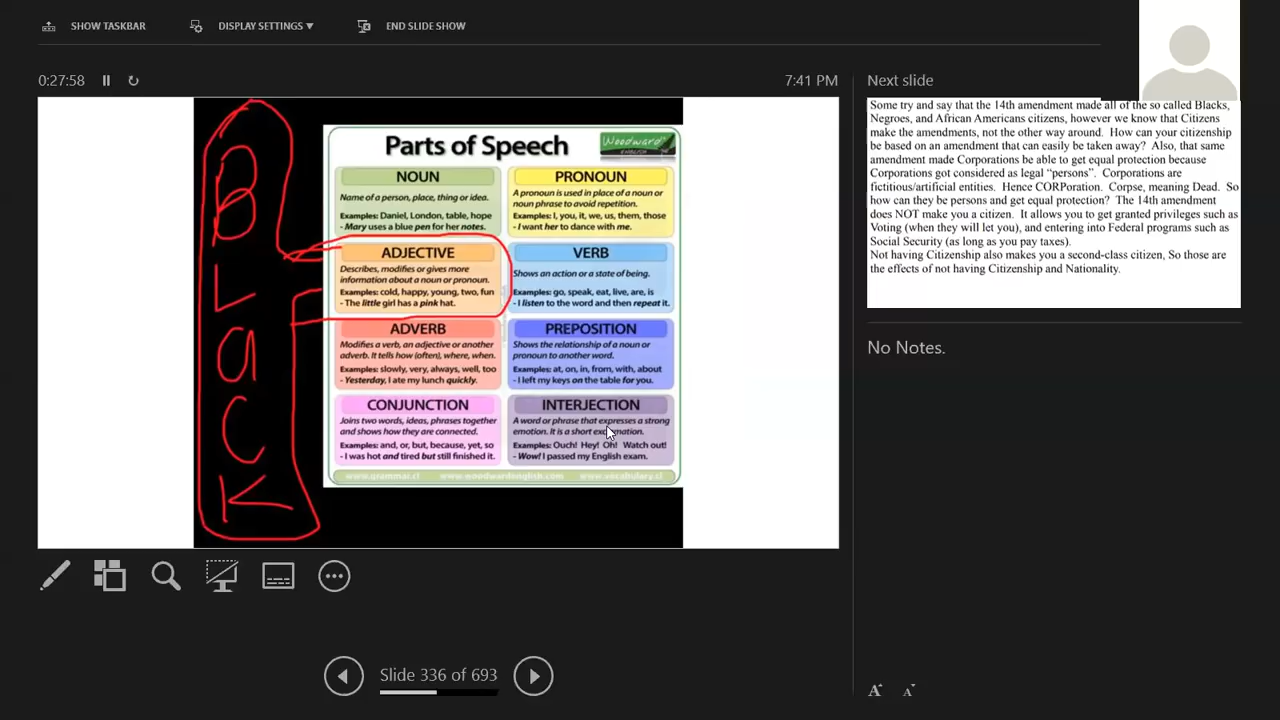 SHOW TASKBAR
DISPLAY SETTINGS ▼
END SLIDE SHOW
0:27:58
7:41 PM
Next slide
BLaCK
Parts of Speech
Woodward
ENGLISH
NOUN
Name of a person, place, thing or idea.
Examples: Daniel, London, table, hope
- Mary uses a blue pen for her notes.
PRONOUN
A pronoun is used in place of a noun or
noun phrase to avoid repetition.
Examples: I, you, it, we, us, them, those
- I want her to dance with me.
ADJECTIVE
Describes, modifies or gives more
information about a noun or pronoun.
Examples: cold, happy, young, two, fun
- The little girl has a pink hat.
VERB
Shows an action or a state of being.
Examples: go, speak, eat, live, are, is
- I listen to the word and then repeat it.
ADVERB
Modifies a verb, an adjective or another
adverb. It tells how (often), where, when.
Examples: slowly, very, always, well, too
- Yesterday, I ate my lunch quickly.
PREPOSITION
Shows the relationship of a noun or
pronoun to another word.
Examples: at, on, in, from, with, about
- I left my keys on the table for you.
CONJUNCTION
Joins two words, ideas, phrases together
and shows how they are connected.
Examples: and, or, but, because, yet, so
- I was hot and tired but still finished it.
INTERJECTION
A word or phrase that expresses a strong
emotion. It is a short exclamation.
Examples: Ouch! Hey! Oh! Watch out!
- Wow! I passed my English exam.
www.grammar.cl www.woodwardenglish.com www.vocabulary.cl
Some try and say that the 14th amendment made all of the so called Blacks,
Negroes, and African Americans citizens, however we know that Citizens
make the amendments, not the other way around. How can your citizenship
be based on an amendment that can easily be taken away? Also, that same
amendment made Corporations be able to get equal protection because
Corporations got considered as legal “persons”. Corporations are
fictitious/artificial entities. Hence CORPoration. Corpse, meaning Dead. So
how can they be persons and get equal protection? The 14th amendment
does NOT make you a citizen. It allows you to get granted privileges such as
Voting (when they will let you), and entering into Federal programs such as
Social Security (as long as you pay taxes).
Not having Citizenship also makes you a second-class citizen, So those are
the effects of not having Citizenship and Nationality.
No Notes.
Slide 336 of 693
A A